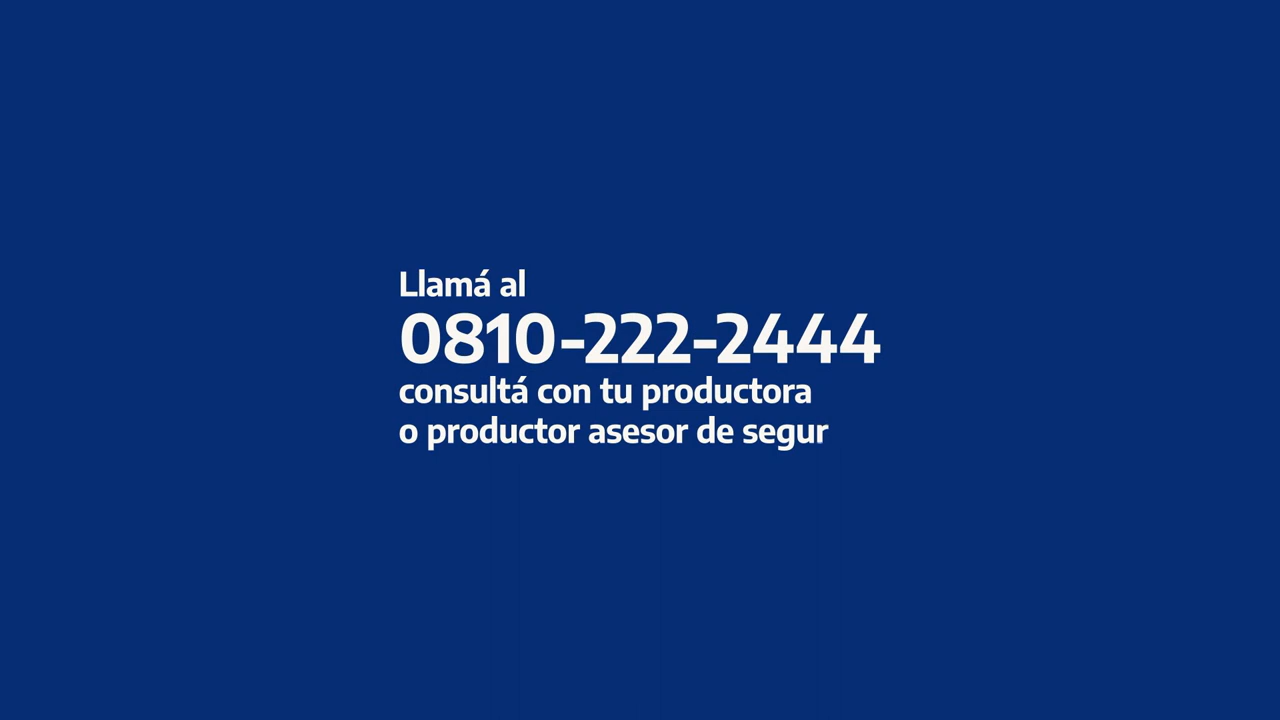 Llamá al
0810-222-2444
consultá con tu productora
o productor asesor de segur